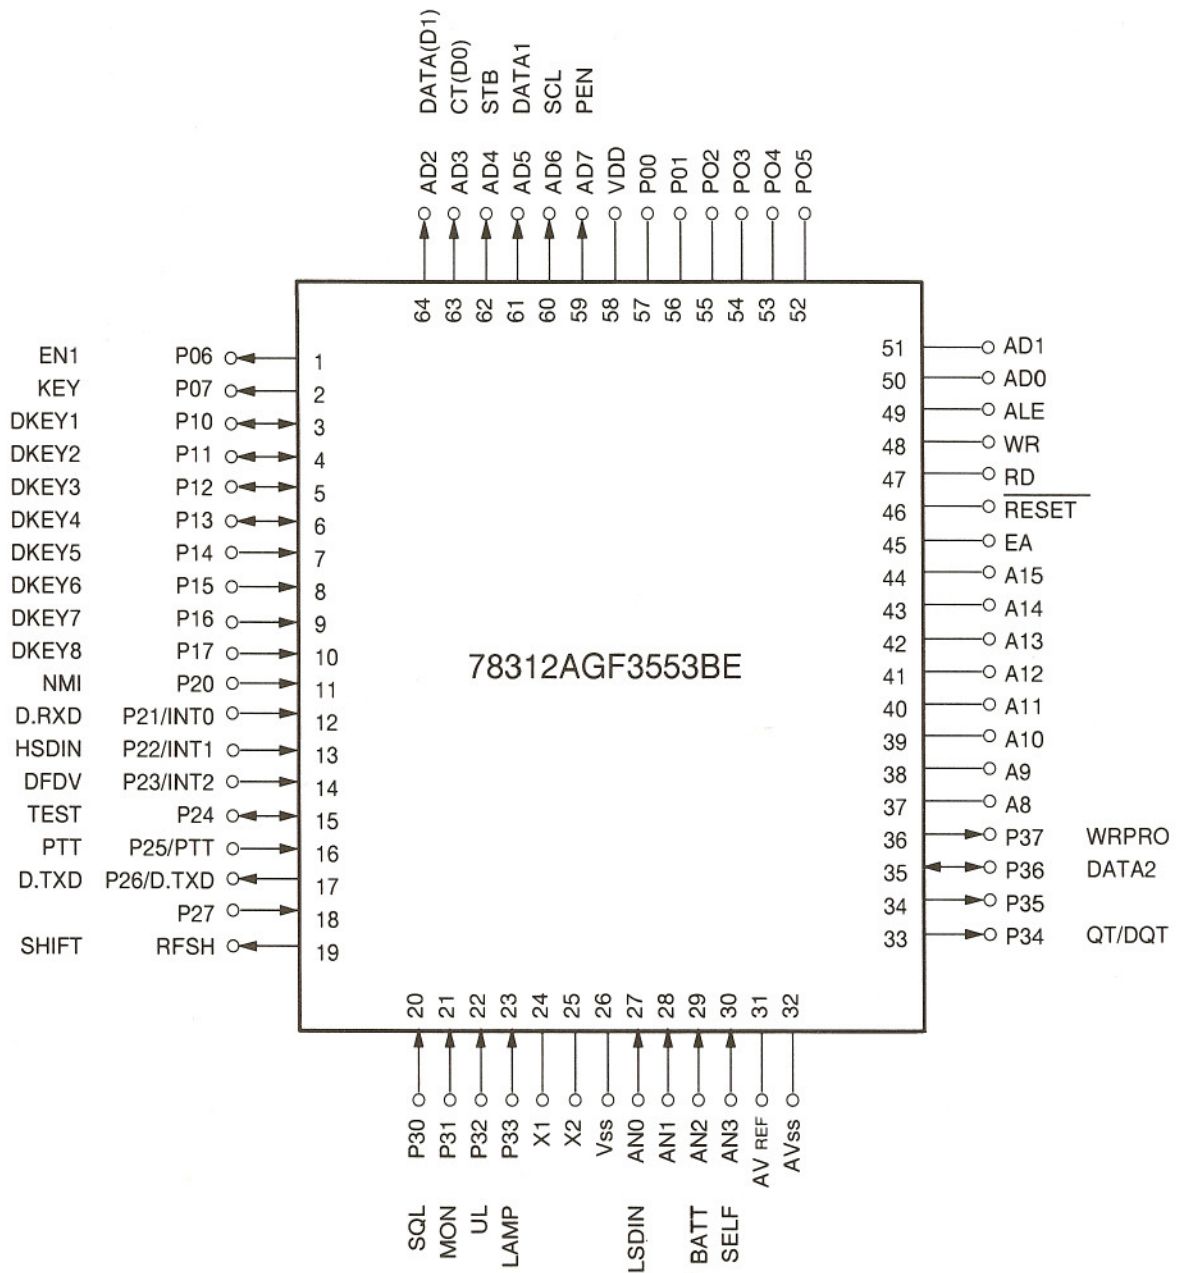 DATA(D1)
CT(D0)
STB
DATA1
SCL
PEN
AD2
AD3
AD4
AD5
AD6
AD7
VDD
P00
P01
PO2
PO3
PO4
PO5
64
63
62
61
60
59
58
57
56
55
54
53
52
EN1 P06 1
KEY P07 2
DKEY1 P10 3
DKEY2 P11 4
DKEY3 P12 5
DKEY4 P13 6
DKEY5 P14 7
DKEY6 P15 8
DKEY7 P16 9
DKEY8 P17 10
NMI P20 11
D.RXD P21/INT0 12
HSDIN P22/INT1 13
DFDV P23/INT2 14
TEST P24 15
PTT P25/PTT 16
D.TXD P26/D.TXD 17
P27 18
SHIFT RFSH 19
78312AGF3553BE
51 AD1
50 AD0
49 ALE
48 WR
47 RD
46 RESET
45 EA
44 A15
43 A14
42 A13
41 A12
40 A11
39 A10
38 A9
37 A8
36 P37 WRPRO
35 P36 DATA2
34 P35
33 P34 QT/DQT
20
21
22
23
24
25
26
27
28
29
30
31
32
P30
P31
P32
P33
X1
X2
Vss
AN0
AN1
AN2
AN3
AV REF
AVss
SQL
MON
UL
LAMP
LSDIN
BATT
SELF